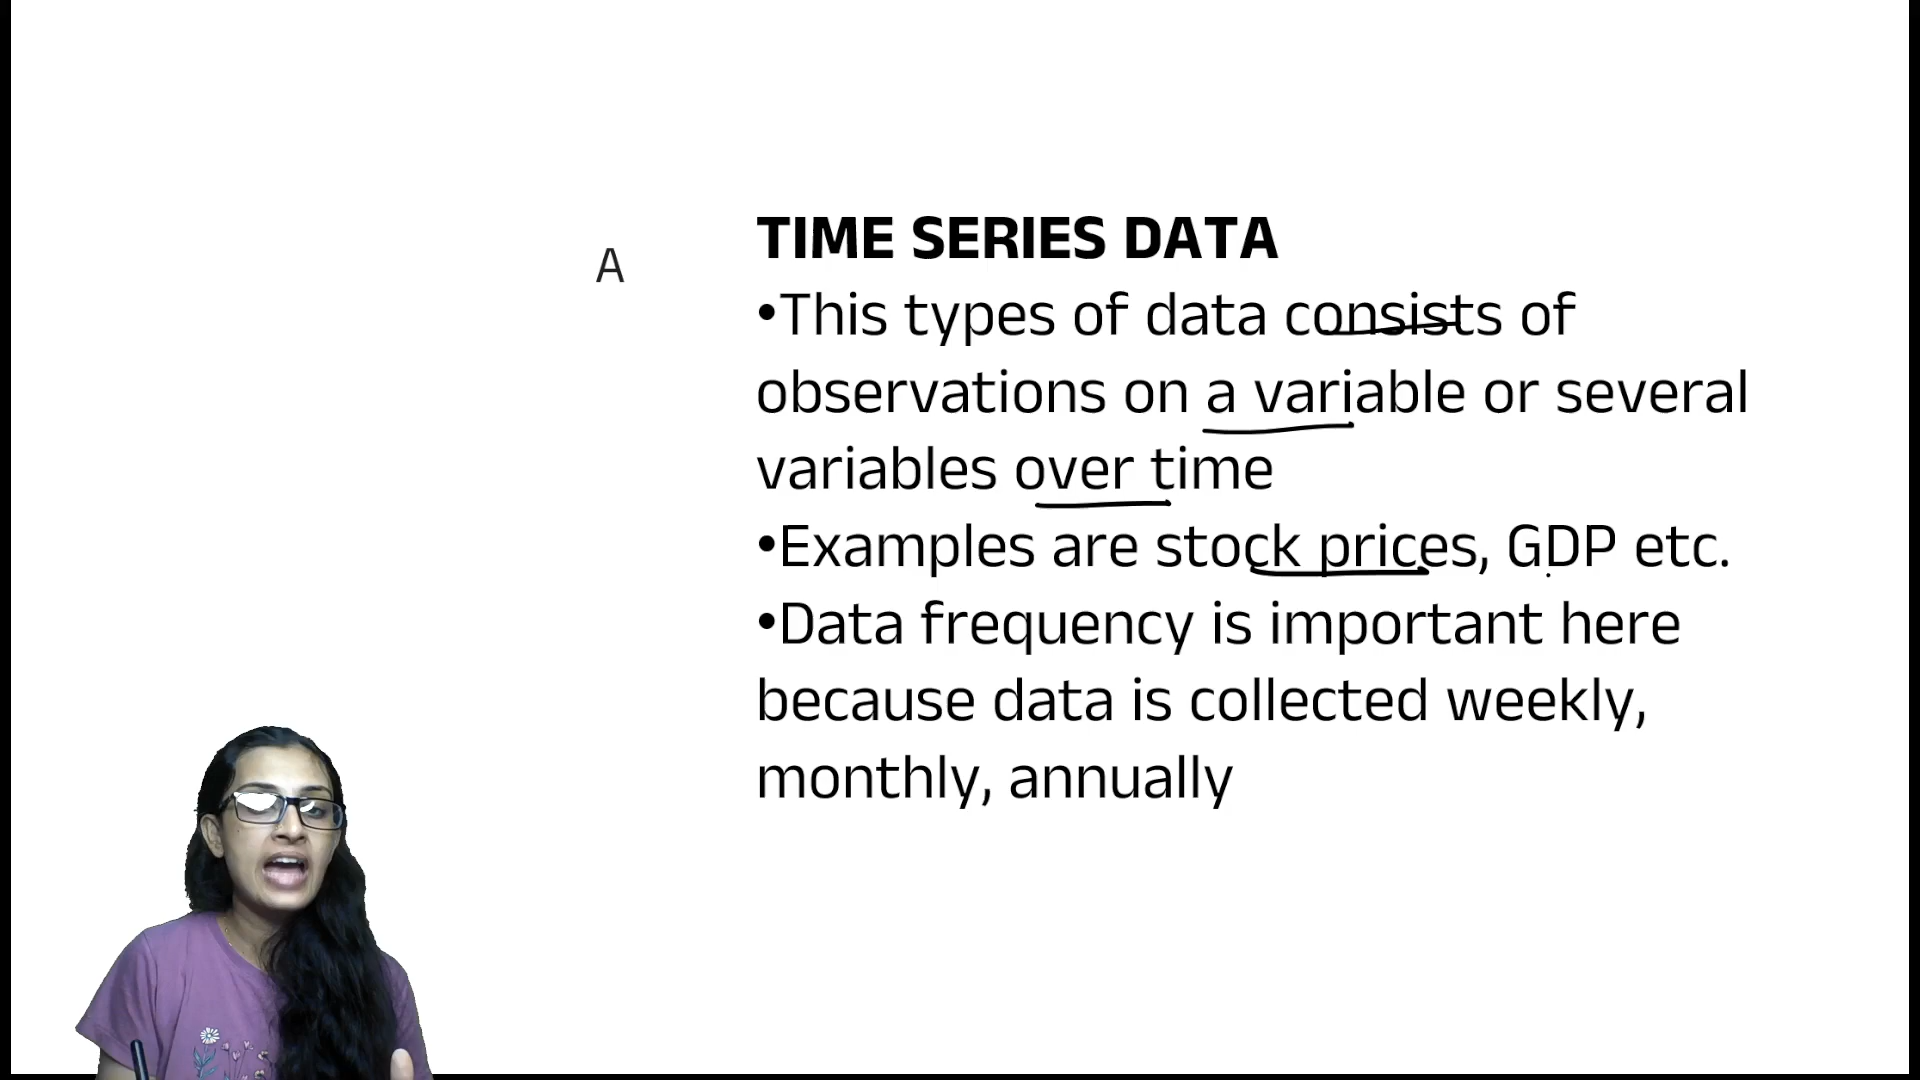 A
TIME SERIES DATA
•This types of data consists of
observations on a variable or several
variables over time
•Examples are stock prices, GDP etc.
•Data frequency is important here
because data is collected weekly,
monthly, annually